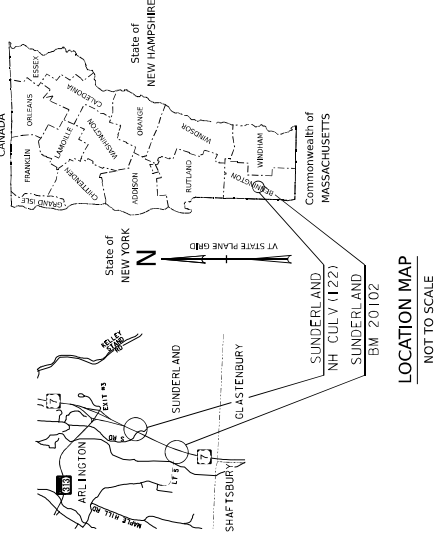 CANADA
ESSEX
ORLEANS
FRANKLIN
GRAND ISLE
LAMOILLE
CALEDONIA
CHITTENDEN
WASHINGTON
ADDISON
ORANGE
RUTLAND
WINDSOR
BENNINGTON
WINDHAM
State of
NEW HAMPSHIRE
Commonwealth of
MASSACHUSETTS
State of
NEW YORK
N
VT STATE PLANE GRID
KELLEY
STAND
RD
7
EXIT #3
S RD
SUNDERLAND
313
ARLINGTON
MAPLE HILL RD
LT 5
7
GLASTENBURY
SHAFTSBURY
SUNDERLAND
NH CULV (122)
SUNDERLAND
BM 20102
LOCATION MAP
NOT TO SCALE